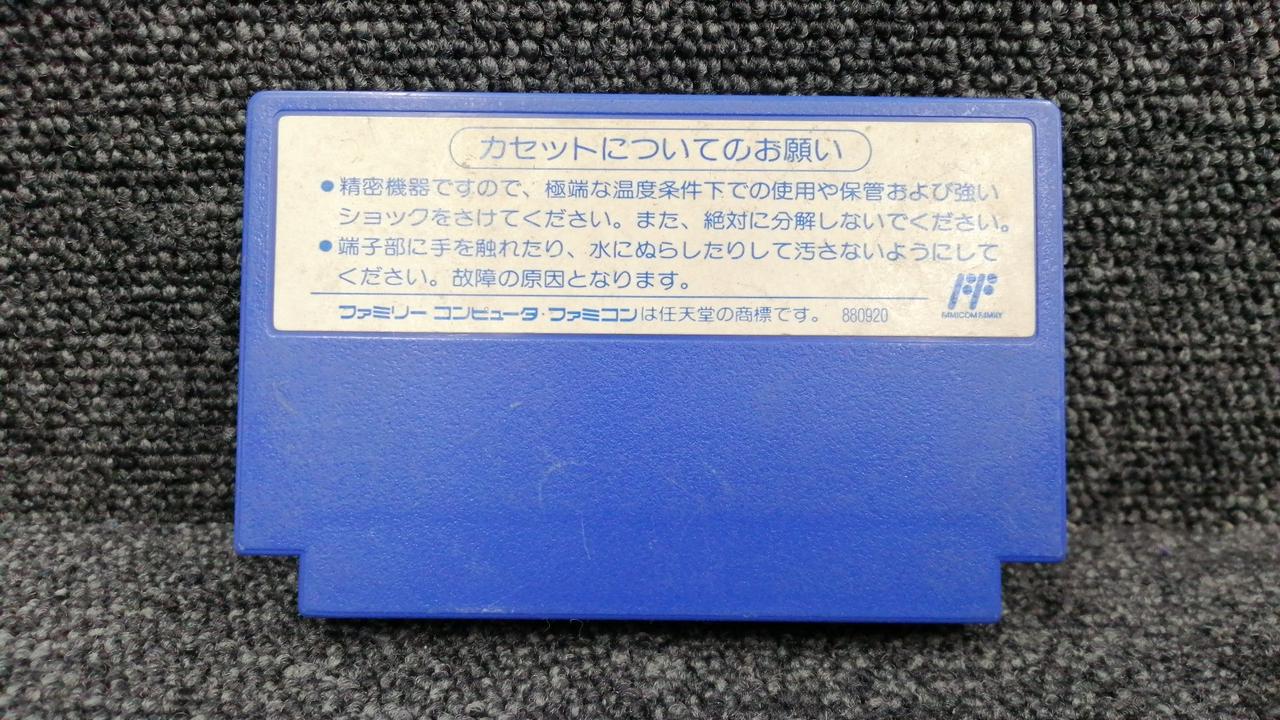 カセットについてのお願い
●精密機器ですので、極端な温度条件下での使用や保管および強い
ショックをさけてください。また、絶対に分解しないでください。
●端子部に手を触れたり、水にぬらしたりして汚さないようにして
ください。故障の原因となります。
ファミリー コンピュータ・ファミコンは任天堂の商標です。 880920
FAMICOM FAMILY